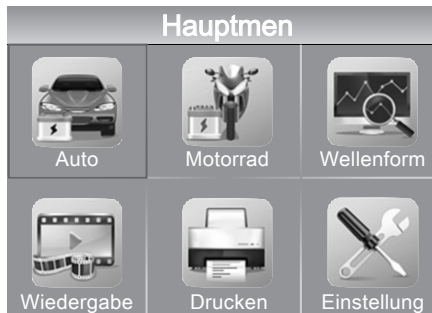 Hauptmen
Auto
Motorrad
Wellenform
Wiedergabe
Drucken
Einstellung